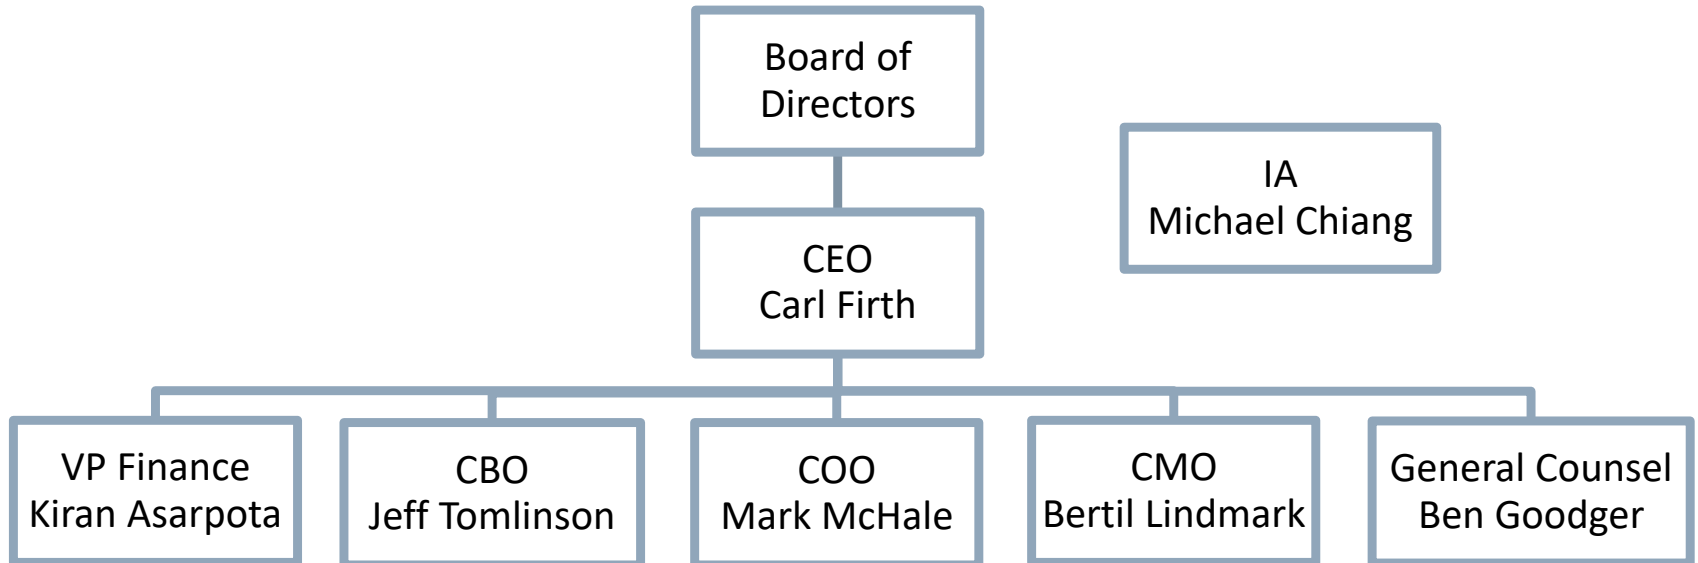 Board of
Directors
IA
Michael Chiang
CEO
Carl Firth
VP Finance
Kiran Asarpota
CBO
Jeff Tomlinson
COO
Mark McHale
CMO
Bertil Lindmark
General Counsel
Ben Goodger